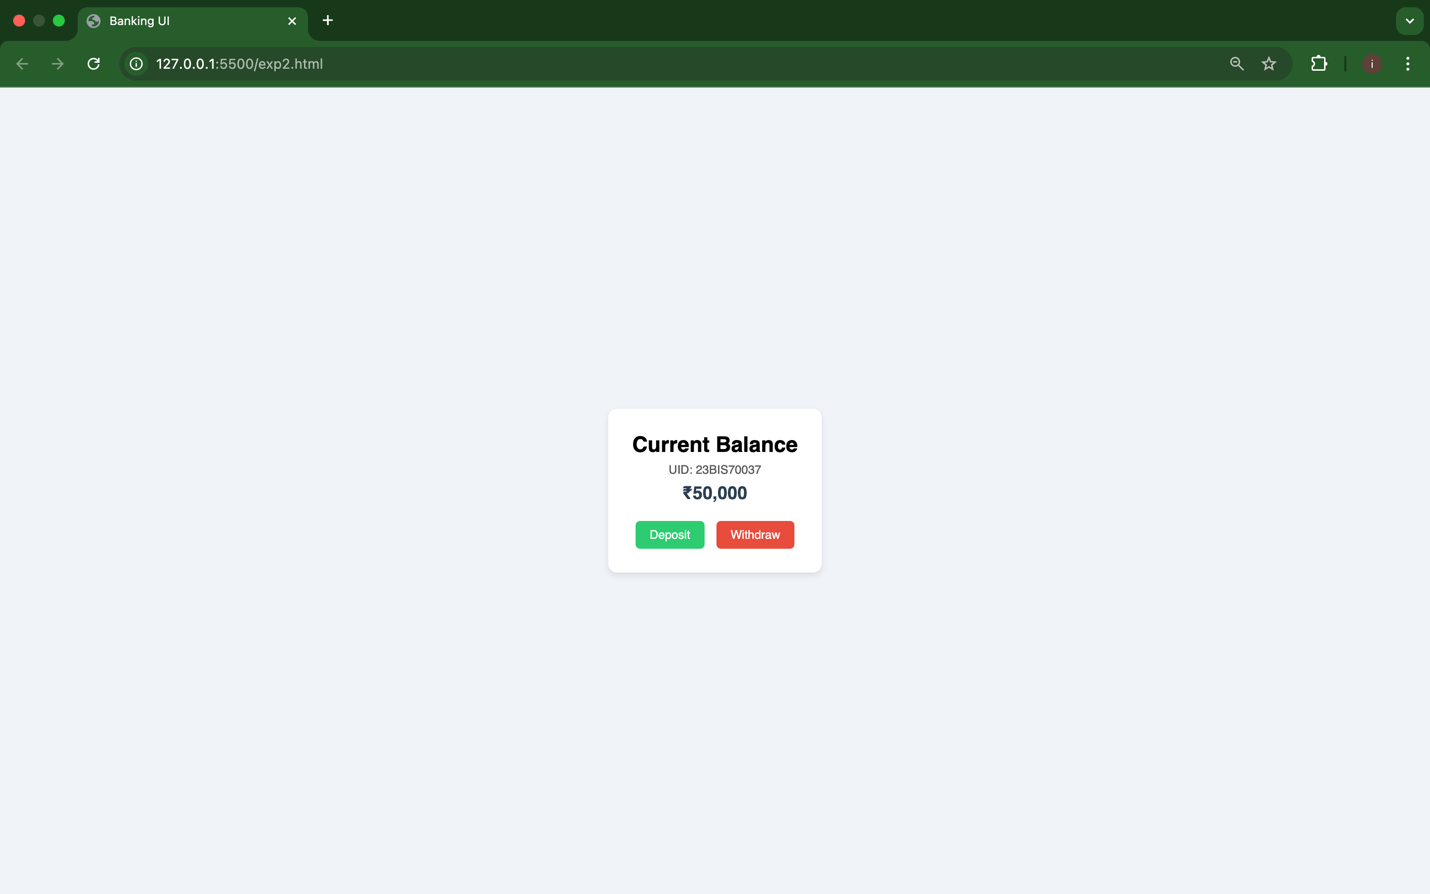 Banking UI
127.0.0.1:5500/exp2.html
i
Current Balance
UID: 23BIS70037
₹50,000
Deposit Withdraw